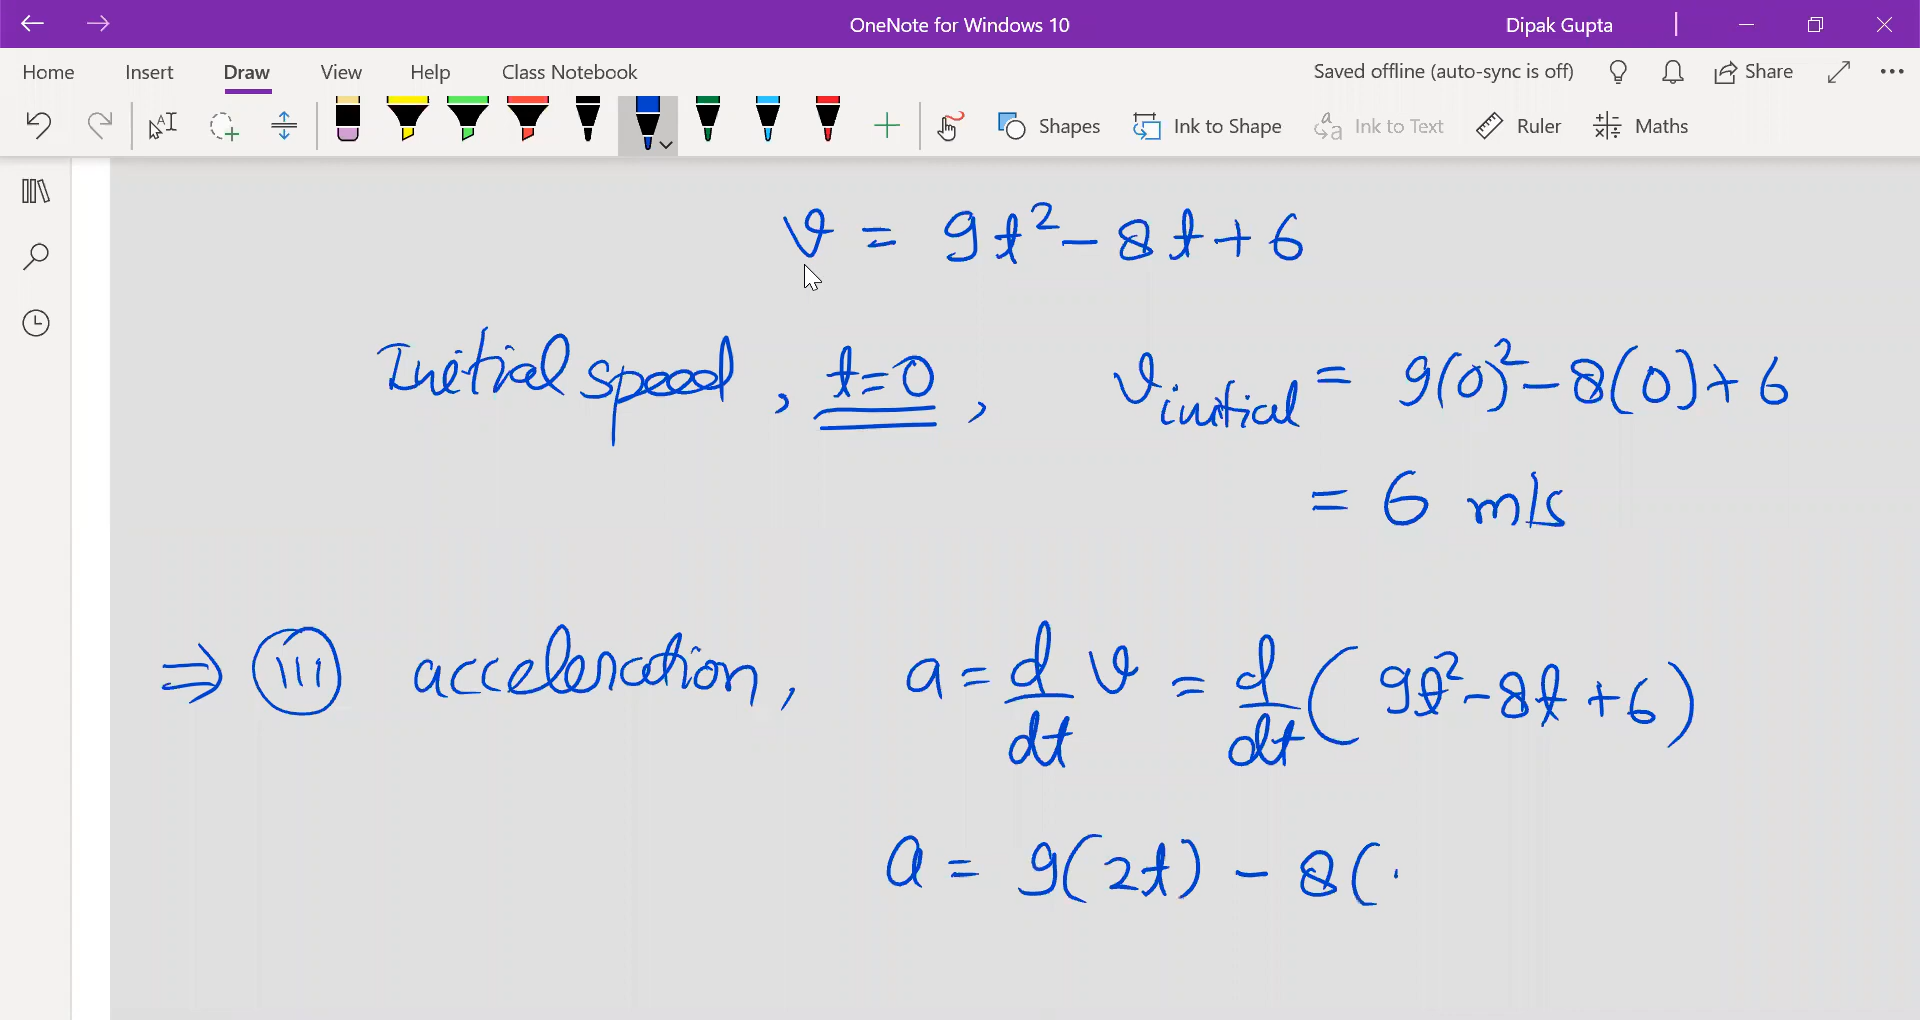 OneNote for Windows 10 Dipak Gupta
Home Insert Draw View Help Class Notebook Saved offline (auto-sync is off) Share
Shapes Ink to Shape Ink to Text Ruler Maths
v = 9t² - 8t + 6
Initial speed, t=0, v initial = 9(0)² - 8(0) + 6
= 6 m/s
⇒ (iii) acceleration, a = d/dt v = d/dt (9t² - 8t + 6)
a = 9(2t) - 8(